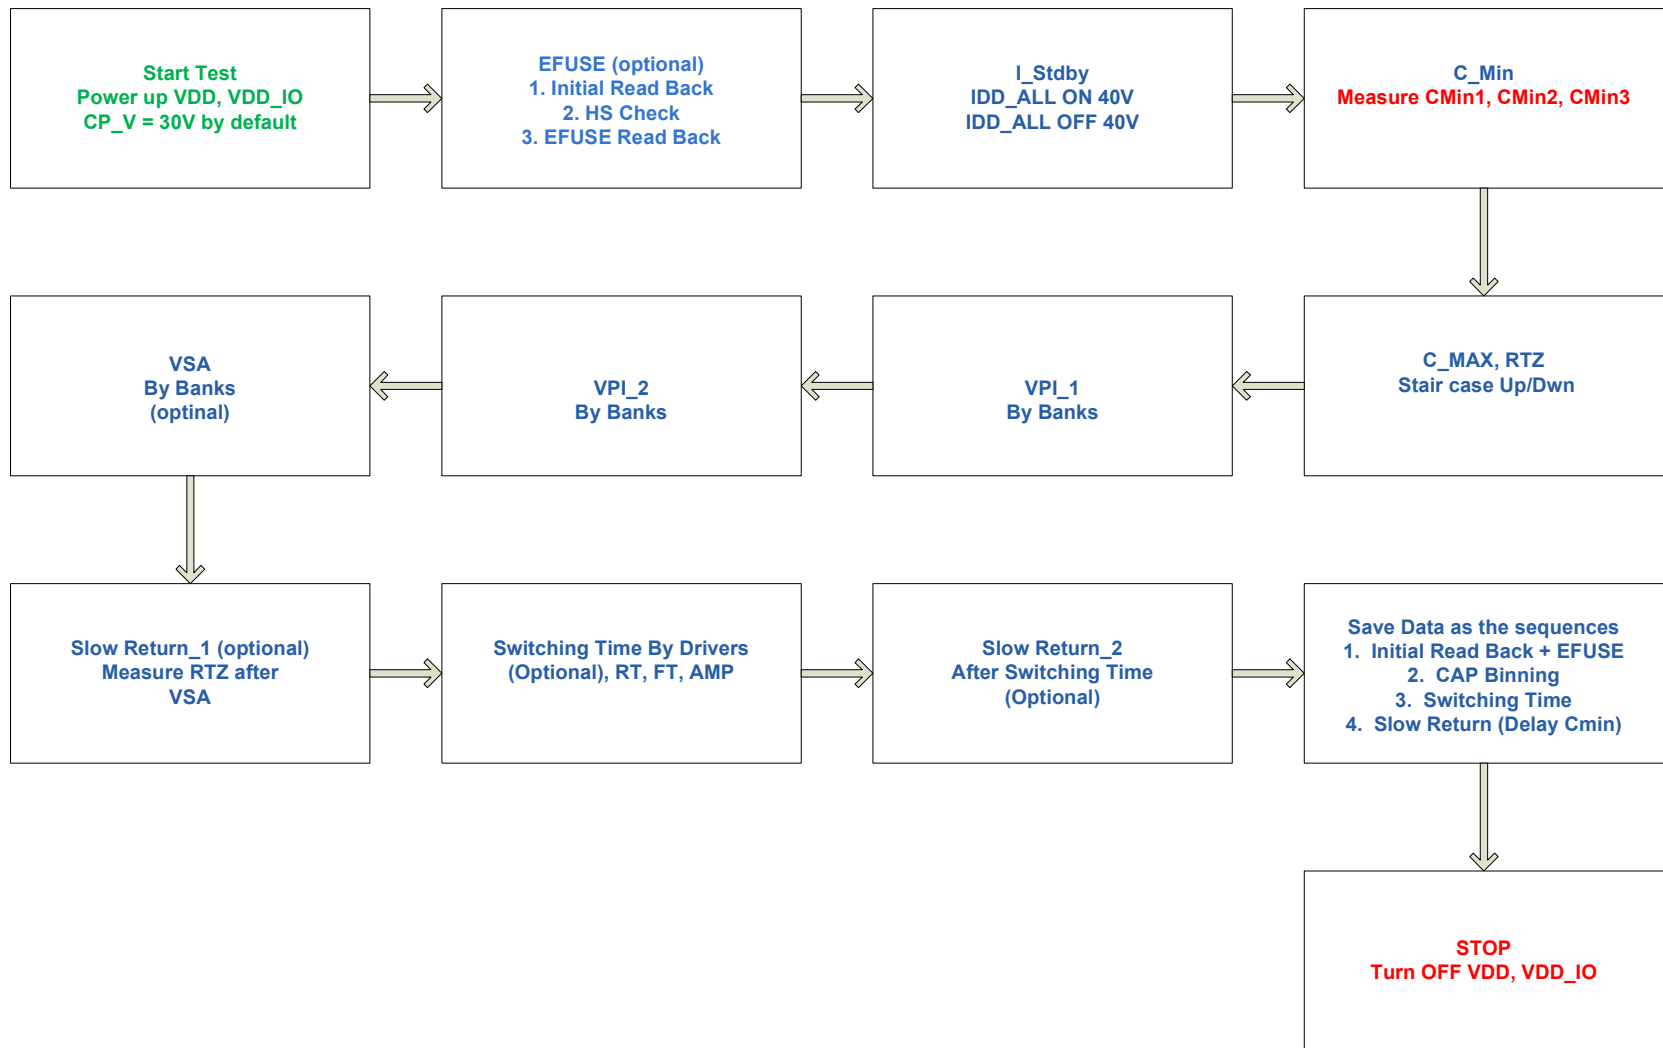 Start Test
Power up VDD, VDD_IO
CP_V = 30V by default
EFUSE (optional)
1. Initial Read Back
2. HS Check
3. EFUSE Read Back
I_Stdby
IDD_ALL ON 40V
IDD_ALL OFF 40V
C_Min
Measure CMin1, CMin2, CMin3
C_MAX, RTZ
Stair case Up/Dwn
VPI_1
By Banks
VPI_2
By Banks
VSA
By Banks
(optinal)
Slow Return_1 (optional)
Measure RTZ after
VSA
Switching Time By Drivers
(Optional), RT, FT, AMP
Slow Return_2
After Switching Time
(Optional)
Save Data as the sequences
1. Initial Read Back + EFUSE
2. CAP Binning
3. Switching Time
4. Slow Return (Delay Cmin)
STOP
Turn OFF VDD, VDD_IO